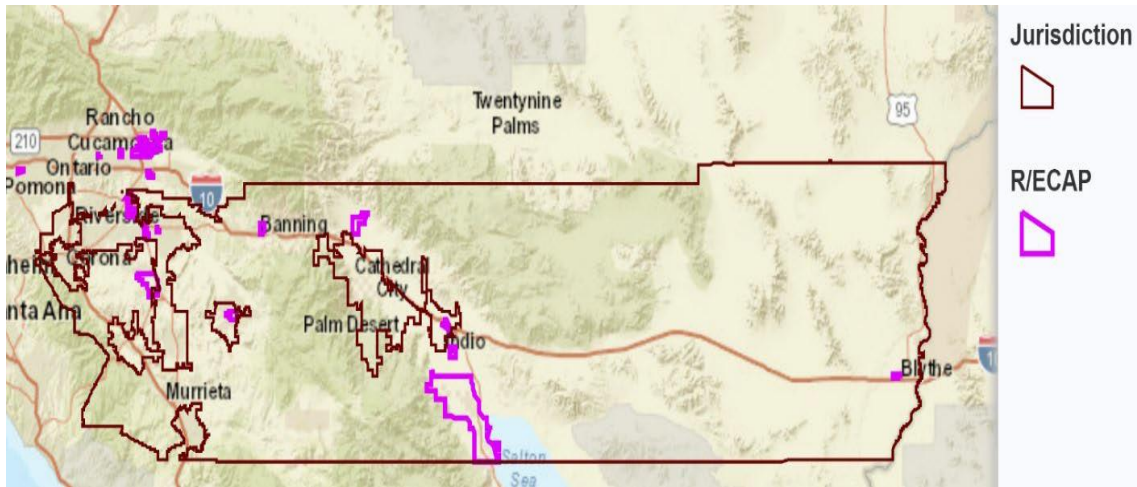 Jurisdiction
R/ECAP
Twentynine
Palms
95
Rancho
Cucamonga
210
Ontario
Pomona
10
Riverside
Banning
Corona
Cathedral
City
nta Ana
Palm Desert
Indio
Murrieta
Blythe
Salton
Sea